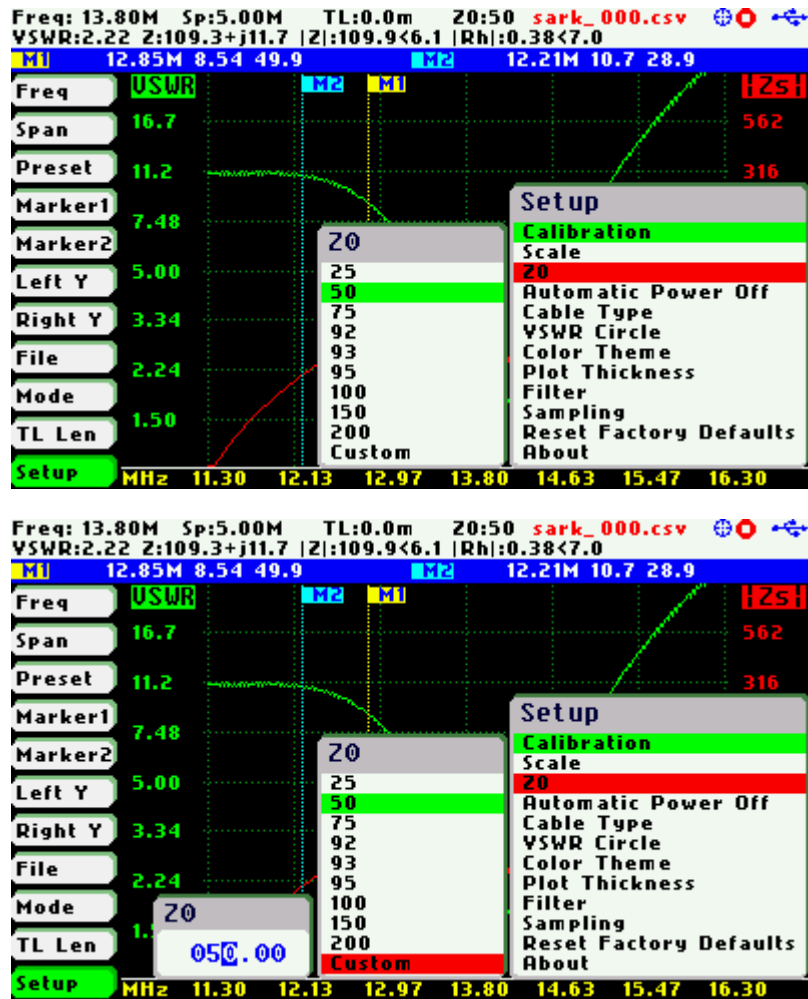 Freq: 13.80M Sp:5.00M TL:0.0m Z0:50 sark_000.csv
VSWR:2.22 Z:109.3+j11.7 |Z|:109.9<6.1 |Rh|:0.38<7.0
M1 12.85M 8.54 49.9 M2 12.21M 10.7 28.9
Freq VSWR M2 M1 |Zs|
Span 16.7 562
Preset 11.2 316
Marker1 7.48 Setup
Marker2 Z0 Calibration
Scale
Left Y 5.00 25 Z0
50 Automatic Power Off
Right Y 3.34 75 Cable Type
92 VSWR Circle
File 93 Color Theme
2.24 95 Plot Thickness
Mode 100 Filter
1.50 150 Sampling
TL Len 200 Reset Factory Defaults
Custom About
Setup MHz 11.30 12.13 12.97 13.80 14.63 15.47 16.30
Freq: 13.80M Sp:5.00M TL:0.0m Z0:50 sark_000.csv
VSWR:2.22 Z:109.3+j11.7 |Z|:109.9<6.1 |Rh|:0.38<7.0
M1 12.85M 8.54 49.9 M2 12.21M 10.7 28.9
Freq VSWR M2 M1 |Zs|
Span 16.7 562
Preset 11.2 316
Marker1 7.48 Setup
Marker2 Z0 Calibration
Scale
Left Y 5.00 25 Z0
50 Automatic Power Off
Right Y 3.34 75 Cable Type
92 VSWR Circle
File 93 Color Theme
2.24 95 Plot Thickness
Mode Z0 100 Filter
150 Sampling
TL Len 050.00 200 Reset Factory Defaults
Custom About
Setup MHz 11.30 12.13 12.97 13.80 14.63 15.47 16.30